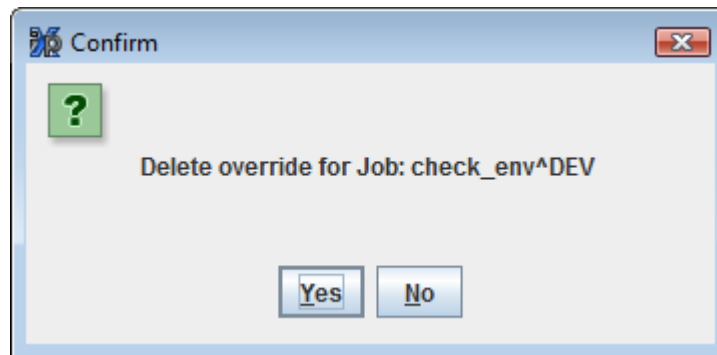 Confirm
?
Delete override for Job: check_env^DEV
Yes No